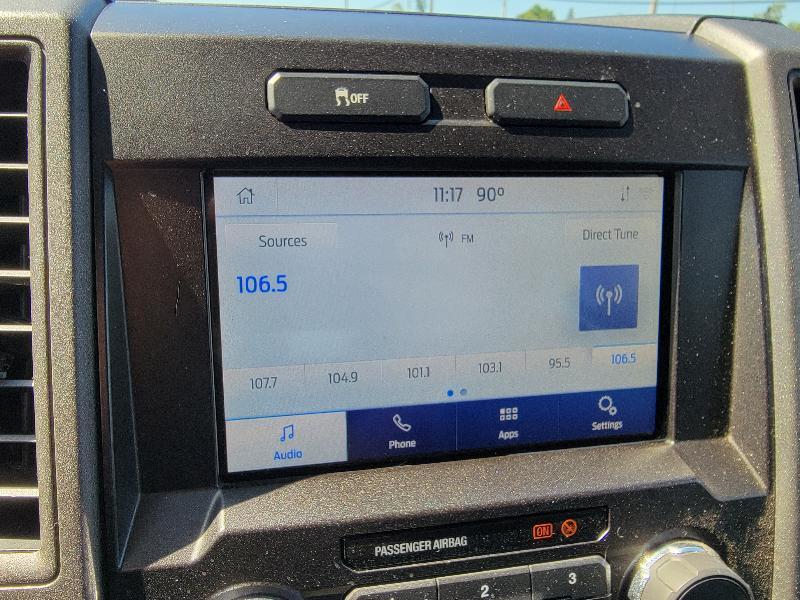 OFF
11:17 90°
Sources
FM
Direct Tune
106.5
107.7 104.9 101.1 103.1 95.5 106.5
Audio Phone Apps Settings
PASSENGER AIRBAG ON
2 3